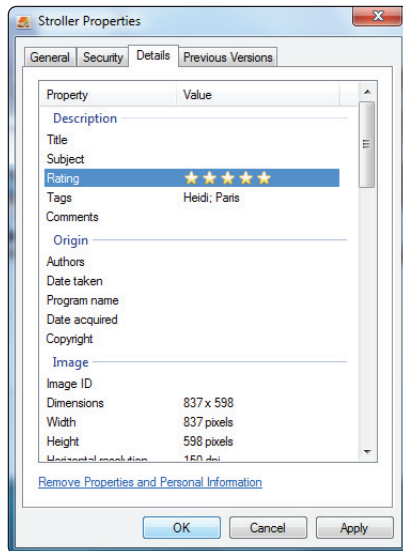 Stroller Properties
General Security Details Previous Versions
Property Value
Description
Title
Subject
Rating
Tags Heidi; Paris
Comments
Origin
Authors
Date taken
Program name
Date acquired
Copyright
Image
Image ID
Dimensions 837 x 598
Width 837 pixels
Height 598 pixels
Horizontal resolution 150 dpi
Remove Properties and Personal Information
OK Cancel Apply